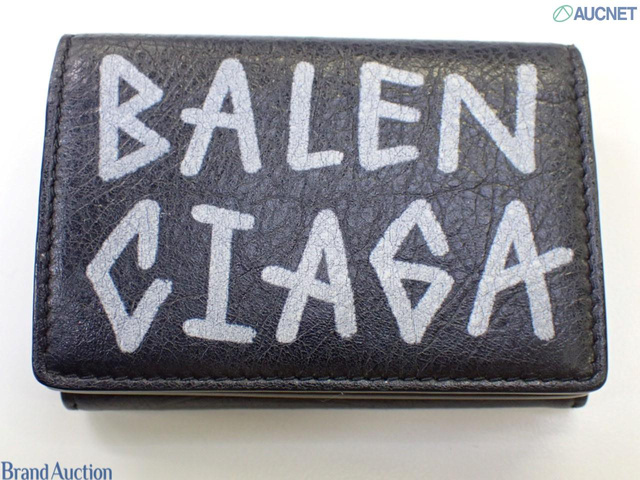 AUCNET
BALEN
CIAGA
Brand Auction